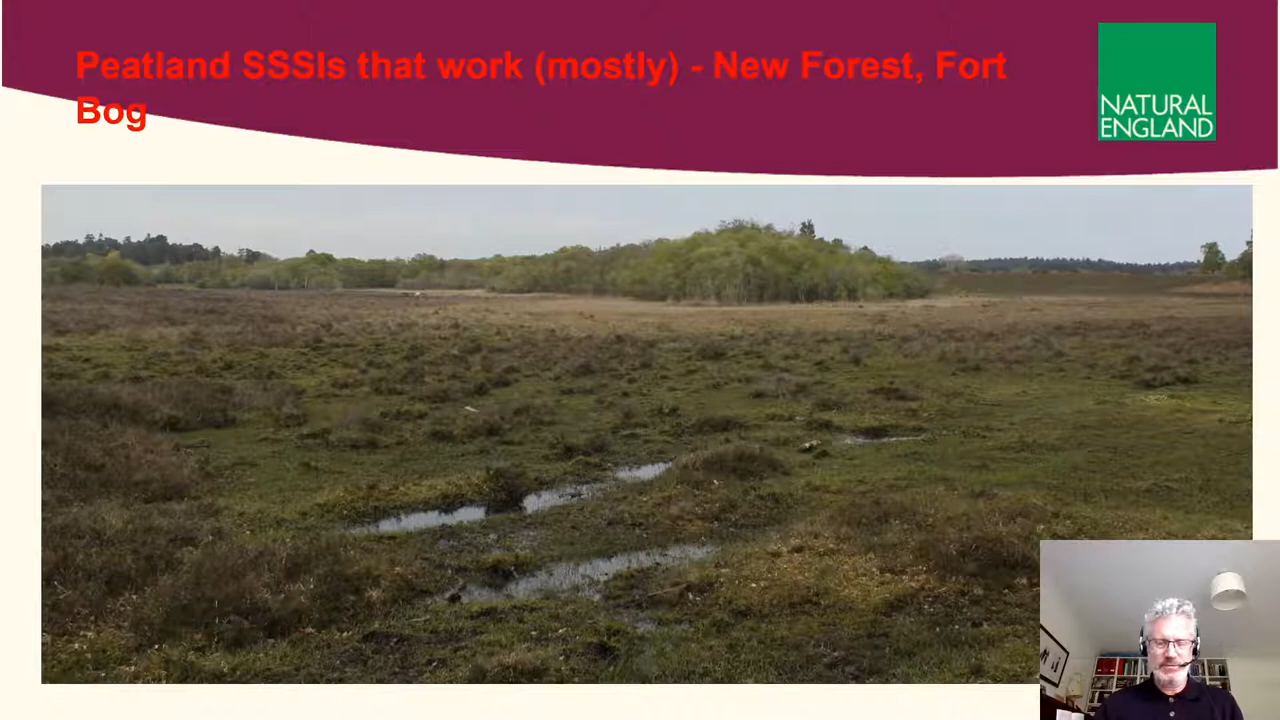 Peatland SSSIs that work (mostly) - New Forest, Fort
Bog
NATURAL
ENGLAND